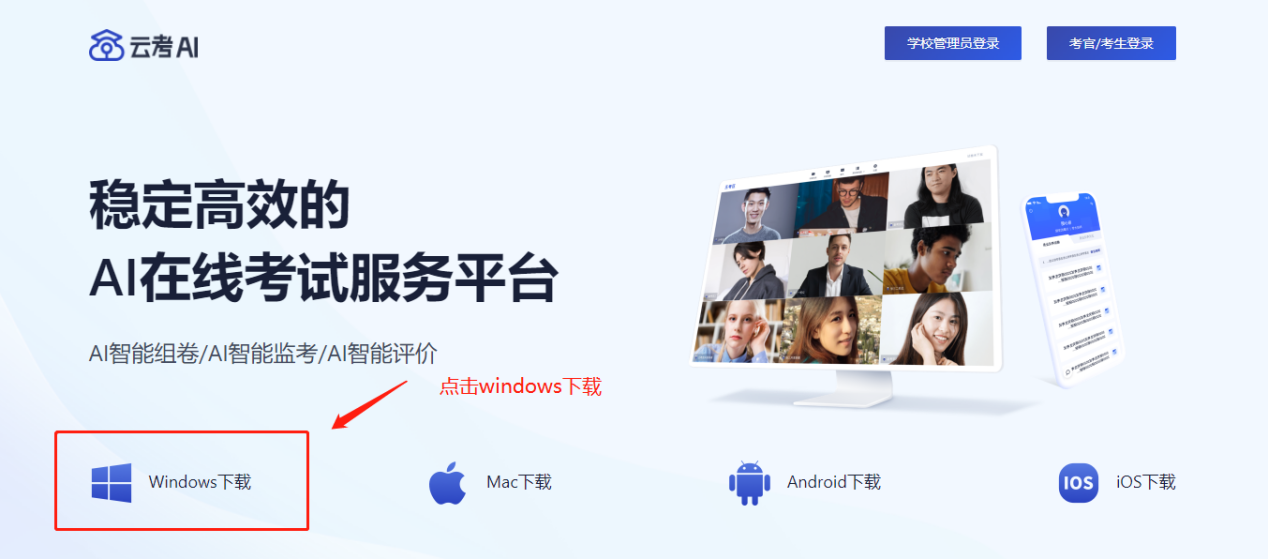 云考AI
学校管理员登录
考官/考生登录
稳定高效的
AI在线考试服务平台
AI智能组卷/AI智能监考/AI智能评价
点击windows下载
Windows下载
Mac下载
Android下载
IOS
iOS下载